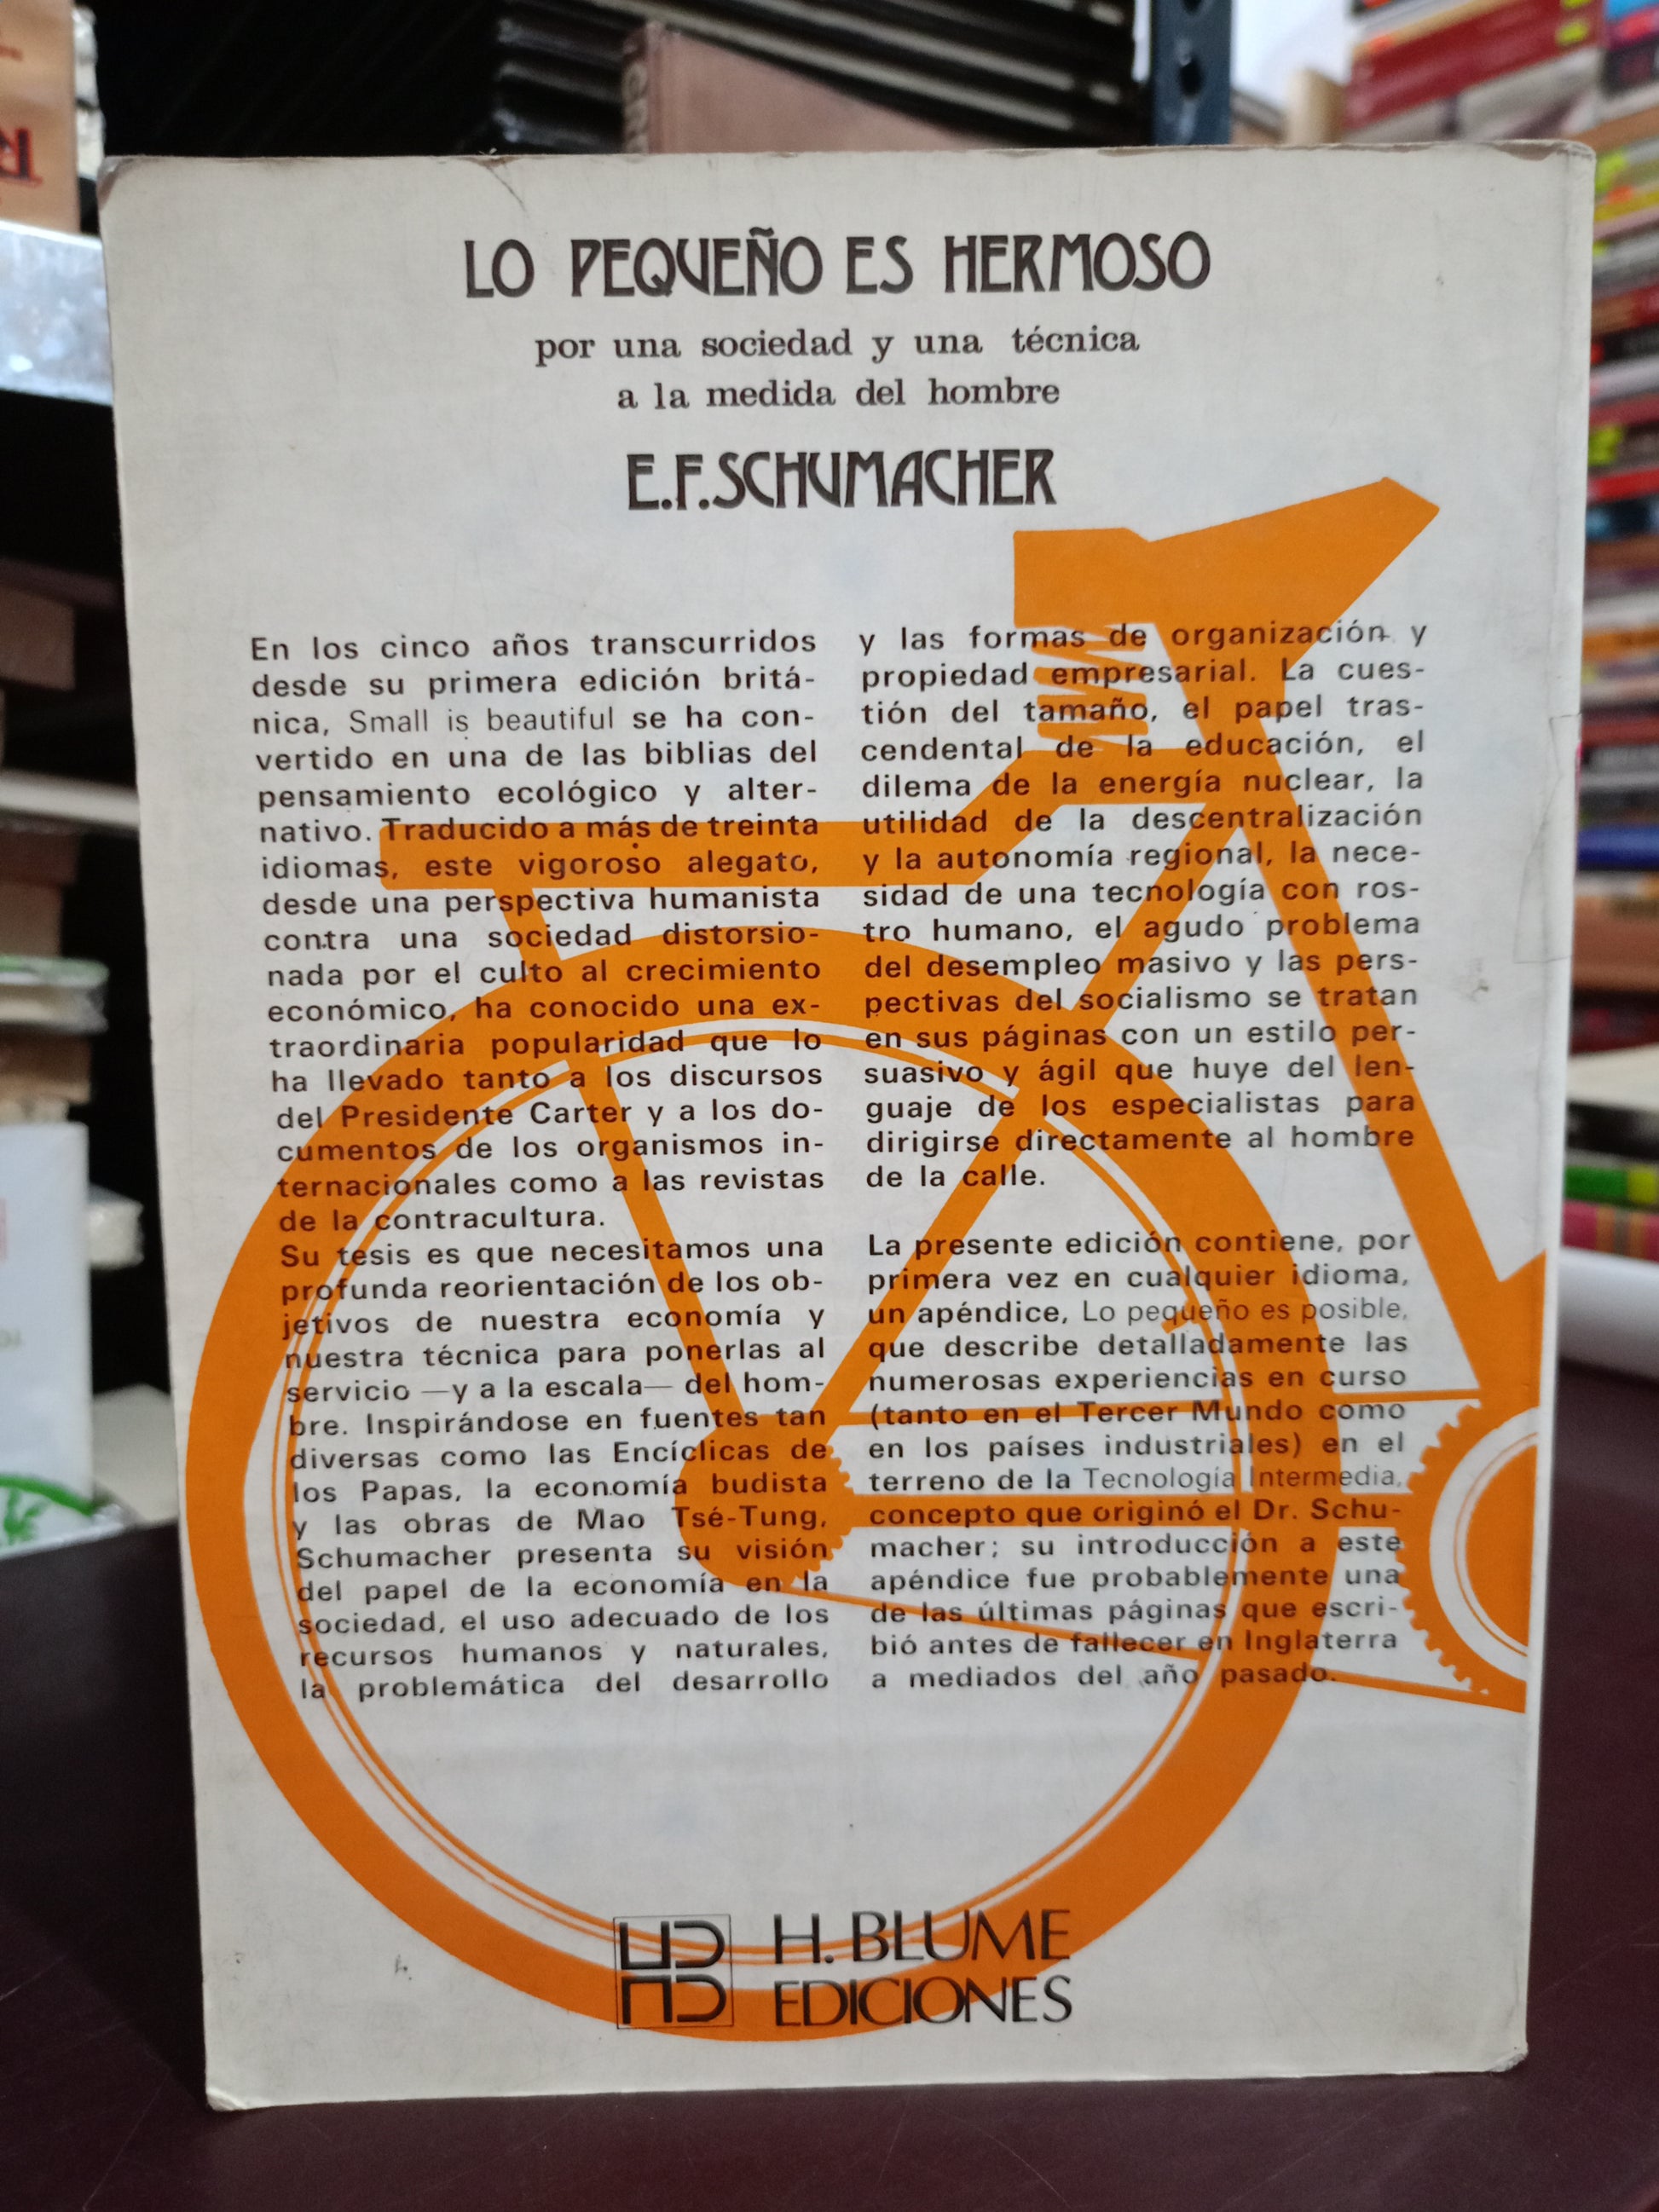 LO PEQUEÑO ES HERMOSO
por una sociedad y una técnica
a la medida del hombre
E.F.SCHUMACHER
En los cinco años transcurridos
desde su primera edición britá-
nica, Small is beautiful se ha con-
vertido en una de las biblias del
pensamiento ecológico y alter-
nativo. Traducido a más de treinta
idiomas, este vigoroso alegato,
desde una perspectiva humanista
contra una sociedad distorsio-
nada por el culto al crecimiento
económico, ha conocido una ex-
traordinaria popularidad que lo
ha llevado tanto a los discursos
del Presidente Carter y a los do-
cumentos de los organismos in-
ternacionales como a las revistas
de la contracultura.
Su tesis es que necesitamos una
profunda reorientación de los ob-
jetivos de nuestra economía y
nuestra técnica para ponerlas al
servicio —y a la escala— del hom-
bre. Inspirándose en fuentes tan
diversas como las Encíclicas de
los Papas, la economía budista
y las obras de Mao Tsé-Tung,
Schumacher presenta su visión
del papel de la economía en la
sociedad, el uso adecuado de los
recursos humanos y naturales,
la problemática del desarrollo
y las formas de organización y
propiedad empresarial. La cues-
tión del tamaño, el papel tras-
cendental de la educación, el
dilema de la energía nuclear, la
utilidad de la descentralización
y la autonomía regional, la nece-
sidad de una tecnología con ros-
tro humano, el agudo problema
del desempleo masivo y las pers-
pectivas del socialismo se tratan
en sus páginas con un estilo per-
suasivo y ágil que huye del len-
guaje de los especialistas para
dirigirse directamente al hombre
de la calle.
La presente edición contiene, por
primera vez en cualquier idioma,
un apéndice, Lo pequeño es posible,
que describe detalladamente las
numerosas experiencias en curso
(tanto en el Tercer Mundo como
en los países industriales) en el
terreno de la Tecnología Intermedia,
concepto que originó el Dr. Schu-
macher; su introducción a este
apéndice fue probablemente una
de las últimas páginas que escri-
bió antes de fallecer en Inglaterra
a mediados del año pasado.
H. BLUME
EDICIONES